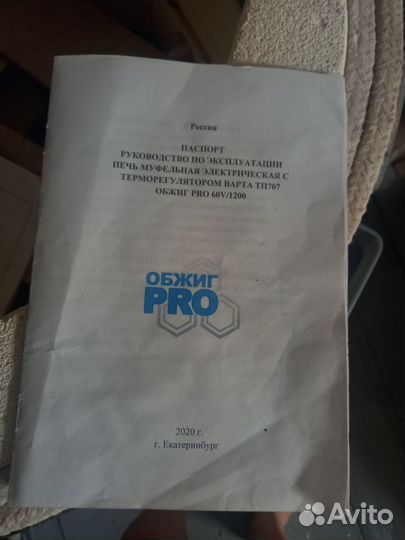 Россия
ПАСПОРТ
РУКОВОДСТВО ПО ЭКСПЛУАТАЦИИ
ПЕЧЬ МУФЕЛЬНАЯ ЭЛЕКТРИЧЕСКАЯ С
ТЕРМОРЕГУЛЯТОРОМ ВАРТА ТП707
ОБЖИГ PRO 60V/1200
ОБЖИГ
PRO
2020 г.
г. Екатеринбург
Avito